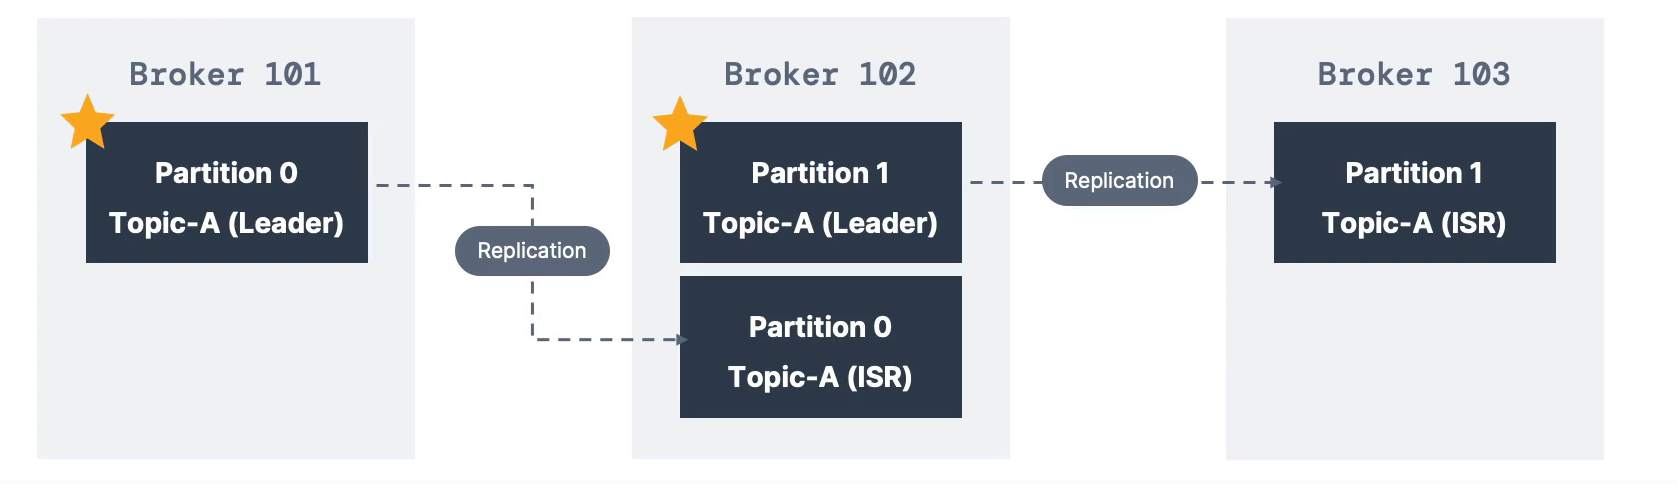 Broker 101
Partition 0
Topic-A (Leader)
Replication
Broker 102
Partition 1
Topic-A (Leader)
Partition 0
Topic-A (ISR)
Replication
Broker 103
Partition 1
Topic-A (ISR)